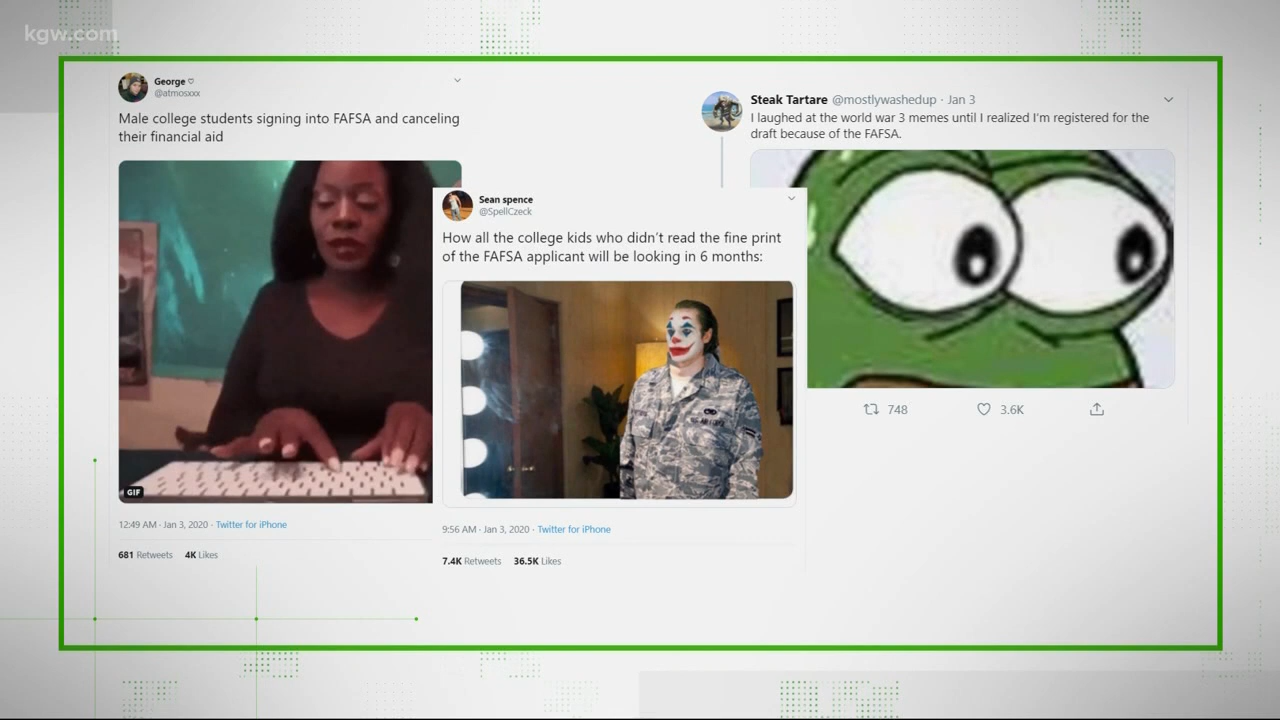 kgw.com
George ♡
@atmosxxx
Male college students signing into FAFSA and canceling
their financial aid
GIF
12:49 AM · Jan 3, 2020 · Twitter for iPhone
681 Retweets 4K Likes
Sean spence
@SpellCzeck
How all the college kids who didn't read the fine print
of the FAFSA applicant will be looking in 6 months:
9:56 AM · Jan 3, 2020 · Twitter for iPhone
7.4K Retweets 36.5K Likes
Steak Tartare @mostlywashedup · Jan 3
I laughed at the world war 3 memes until I realized I'm registered for the
draft because of the FAFSA.
748 3.6K